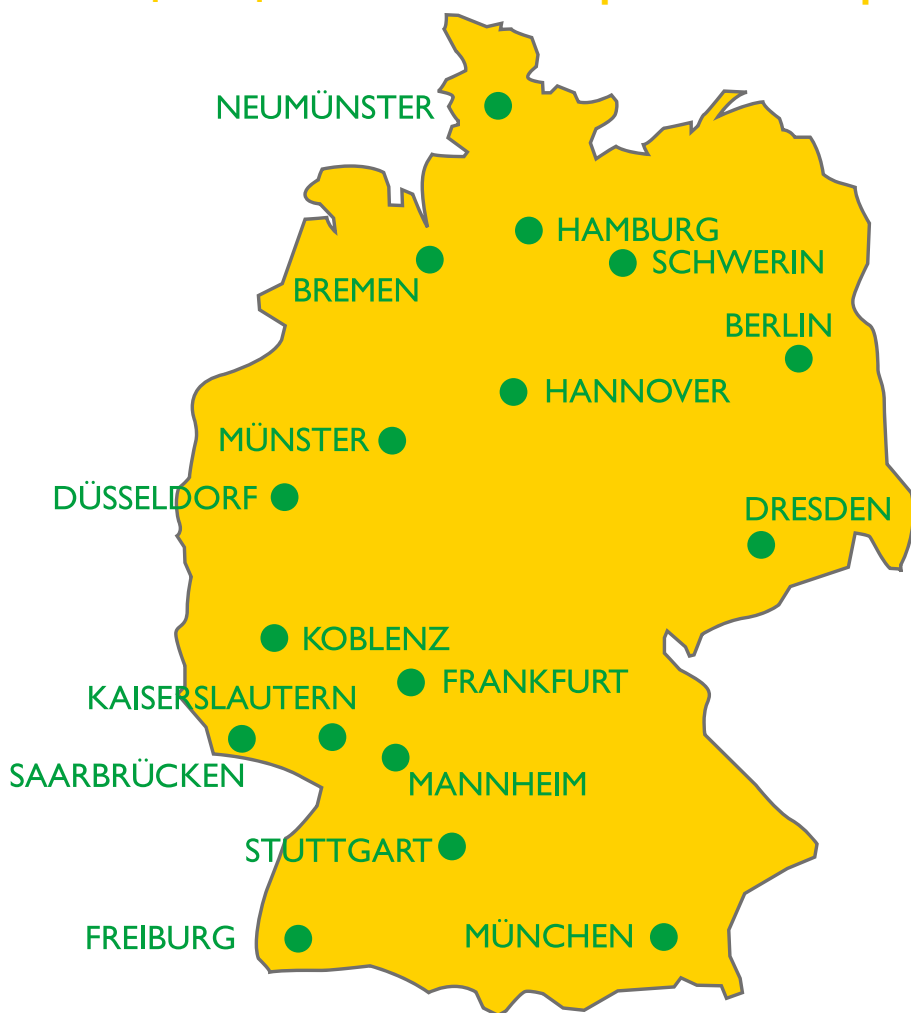 NEUMÜNSTER
HAMBURG
SCHWERIN
BREMEN
BERLIN
HANNOVER
MÜNSTER
DÜSSELDORF
DRESDEN
KOBLENZ
FRANKFURT
KAISERSLAUTERN
SAARBRÜCKEN
MANNHEIM
STUTTGART
FREIBURG
MÜNCHEN